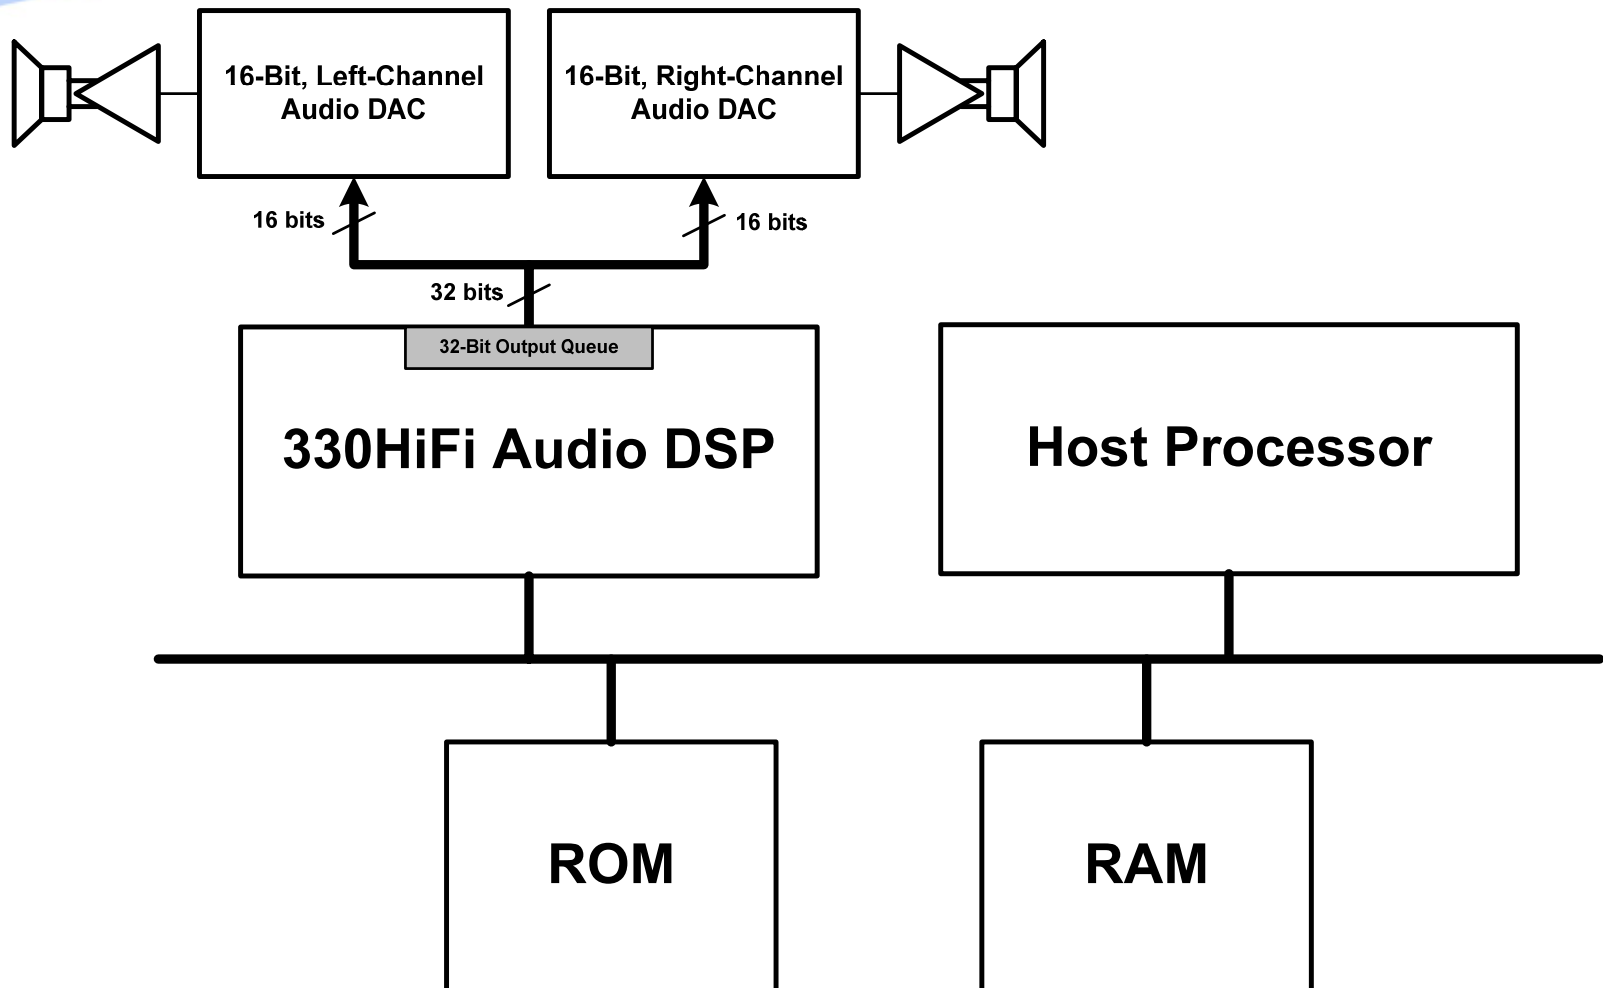 16-Bit, Left-Channel
Audio DAC
16-Bit, Right-Channel
Audio DAC
16 bits
16 bits
32 bits
32-Bit Output Queue
330HiFi Audio DSP
Host Processor
ROM
RAM